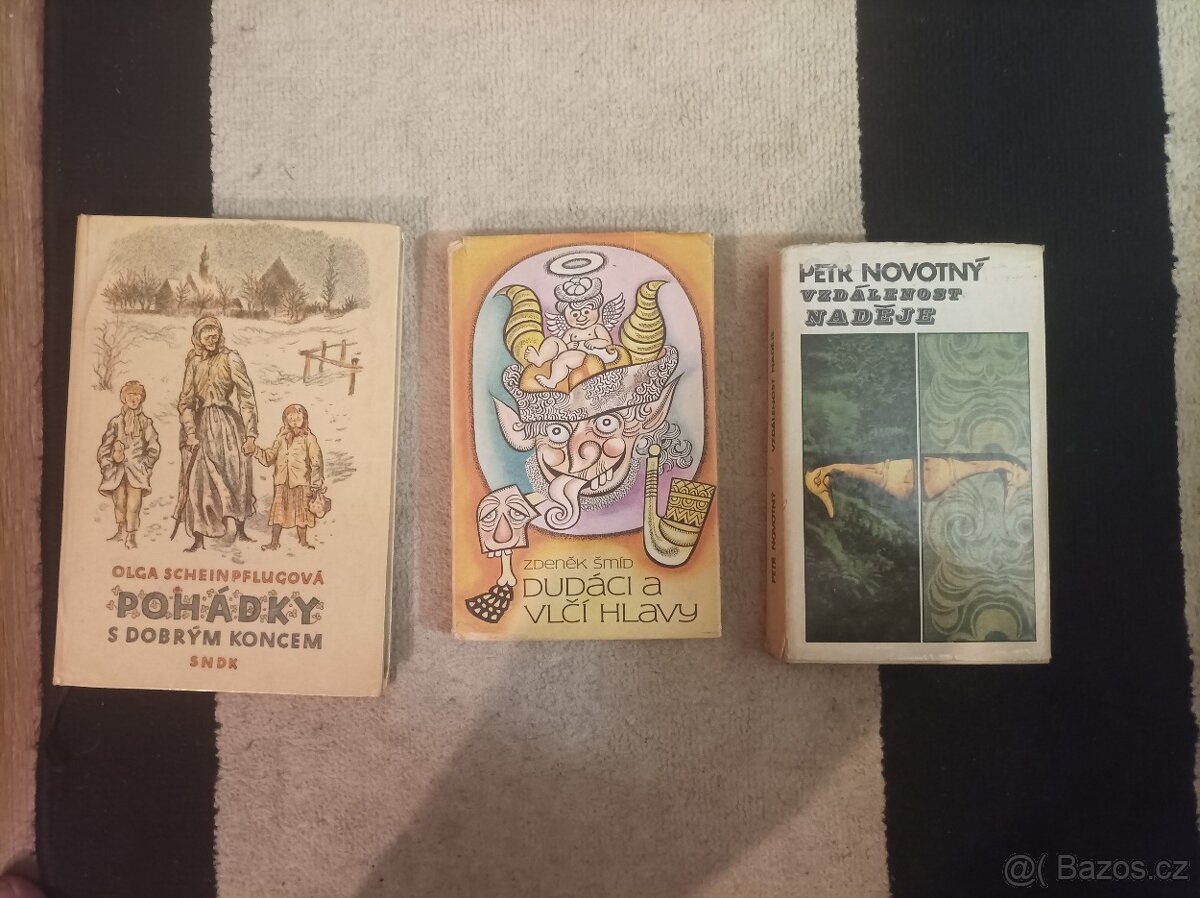 OLGA SCHEINPFLUGOVÁ
POHÁDKY
S DOBRÝM KONCEM
SNDK
ZDENĚK ŠMÍD
DUDÁCI A
VLČÍ HLAVY
PETR NOVOTNÝ
VZDÁLENOST
NADĚJE
PETR NOVOTNÝ VZDÁLENOST NADĚJE
@( Bazos.cz